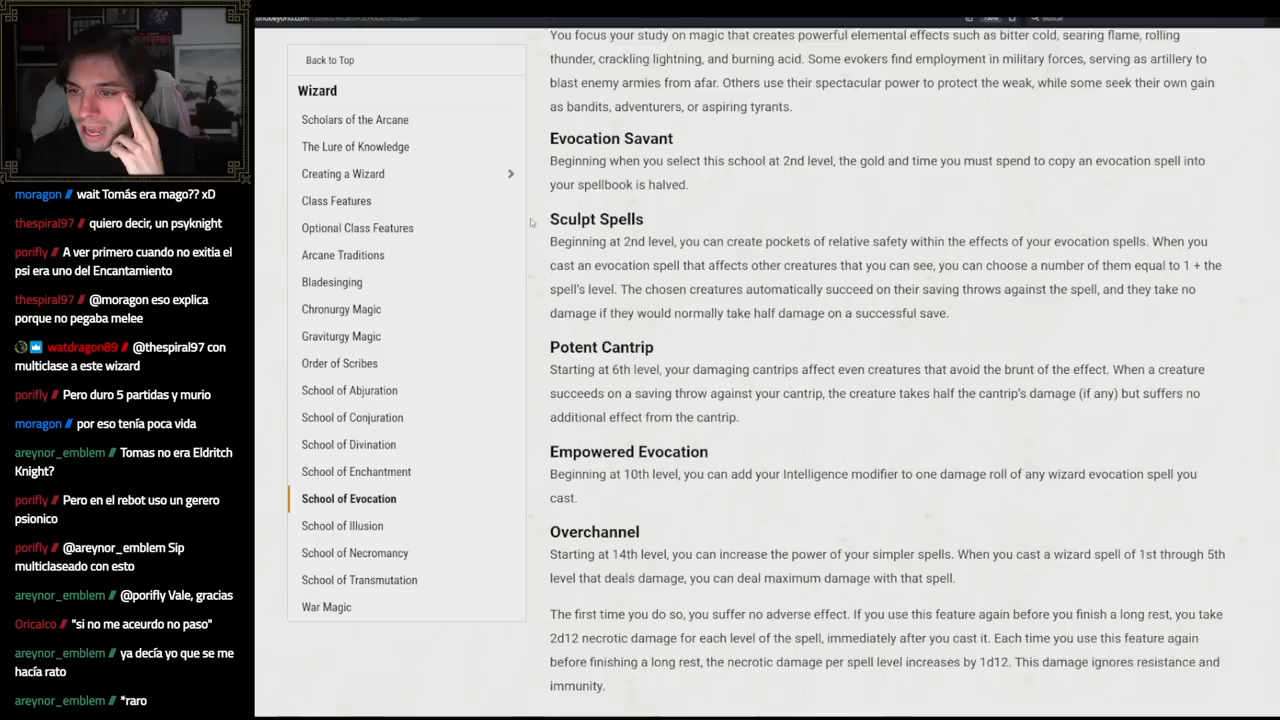 moragon // wait Tomás era mago?? xD
thespiral97 // quiero decir, un psyknight
porifly // A ver primero cuando no exitia el
psi era uno del Encantamiento
thespiral97 // @moragon eso explica
porque no pegaba melee
watdragon89 // @thespiral97 con
multiclase a este wizard
porifly // Pero duro 5 partidas y murio
moragon // por eso tenía poca vida
areynor_emblem // Tomas no era Eldritch
Knight?
porifly // Pero en el rebot uso un gerero
psionico
porifly // @areynor_emblem Sip
multiclaseado con esto
areynor_emblem // @porifly Vale, gracias
Oricalco // "si no me aceurdo no paso"
areynor_emblem // ya decía yo que se me
hacía rato
areynor_emblem // *raro
Back to Top
Wizard
Scholars of the Arcane
The Lure of Knowledge
Creating a Wizard
Class Features
Optional Class Features
Arcane Traditions
Bladesinging
Chronurgy Magic
Graviturgy Magic
Order of Scribes
School of Abjuration
School of Conjuration
School of Divination
School of Enchantment
School of Evocation
School of Illusion
School of Necromancy
School of Transmutation
War Magic
You focus your study on magic that creates powerful elemental effects such as bitter cold, searing flame, rolling
thunder, crackling lightning, and burning acid. Some evokers find employment in military forces, serving as artillery to
blast enemy armies from afar. Others use their spectacular power to protect the weak, while some seek their own gain
as bandits, adventurers, or aspiring tyrants.
Evocation Savant
Beginning when you select this school at 2nd level, the gold and time you must spend to copy an evocation spell into
your spellbook is halved.
Sculpt Spells
Beginning at 2nd level, you can create pockets of relative safety within the effects of your evocation spells. When you
cast an evocation spell that affects other creatures that you can see, you can choose a number of them equal to 1 + the
spell's level. The chosen creatures automatically succeed on their saving throws against the spell, and they take no
damage if they would normally take half damage on a successful save.
Potent Cantrip
Starting at 6th level, your damaging cantrips affect even creatures that avoid the brunt of the effect. When a creature
succeeds on a saving throw against your cantrip, the creature takes half the cantrip's damage (if any) but suffers no
additional effect from the cantrip.
Empowered Evocation
Beginning at 10th level, you can add your Intelligence modifier to one damage roll of any wizard evocation spell you
cast.
Overchannel
Starting at 14th level, you can increase the power of your simpler spells. When you cast a wizard spell of 1st through 5th
level that deals damage, you can deal maximum damage with that spell.
The first time you do so, you suffer no adverse effect. If you use this feature again before you finish a long rest, you take
2d12 necrotic damage for each level of the spell, immediately after you cast it. Each time you use this feature again
before finishing a long rest, the necrotic damage per spell level increases by 1d12. This damage ignores resistance and
immunity.